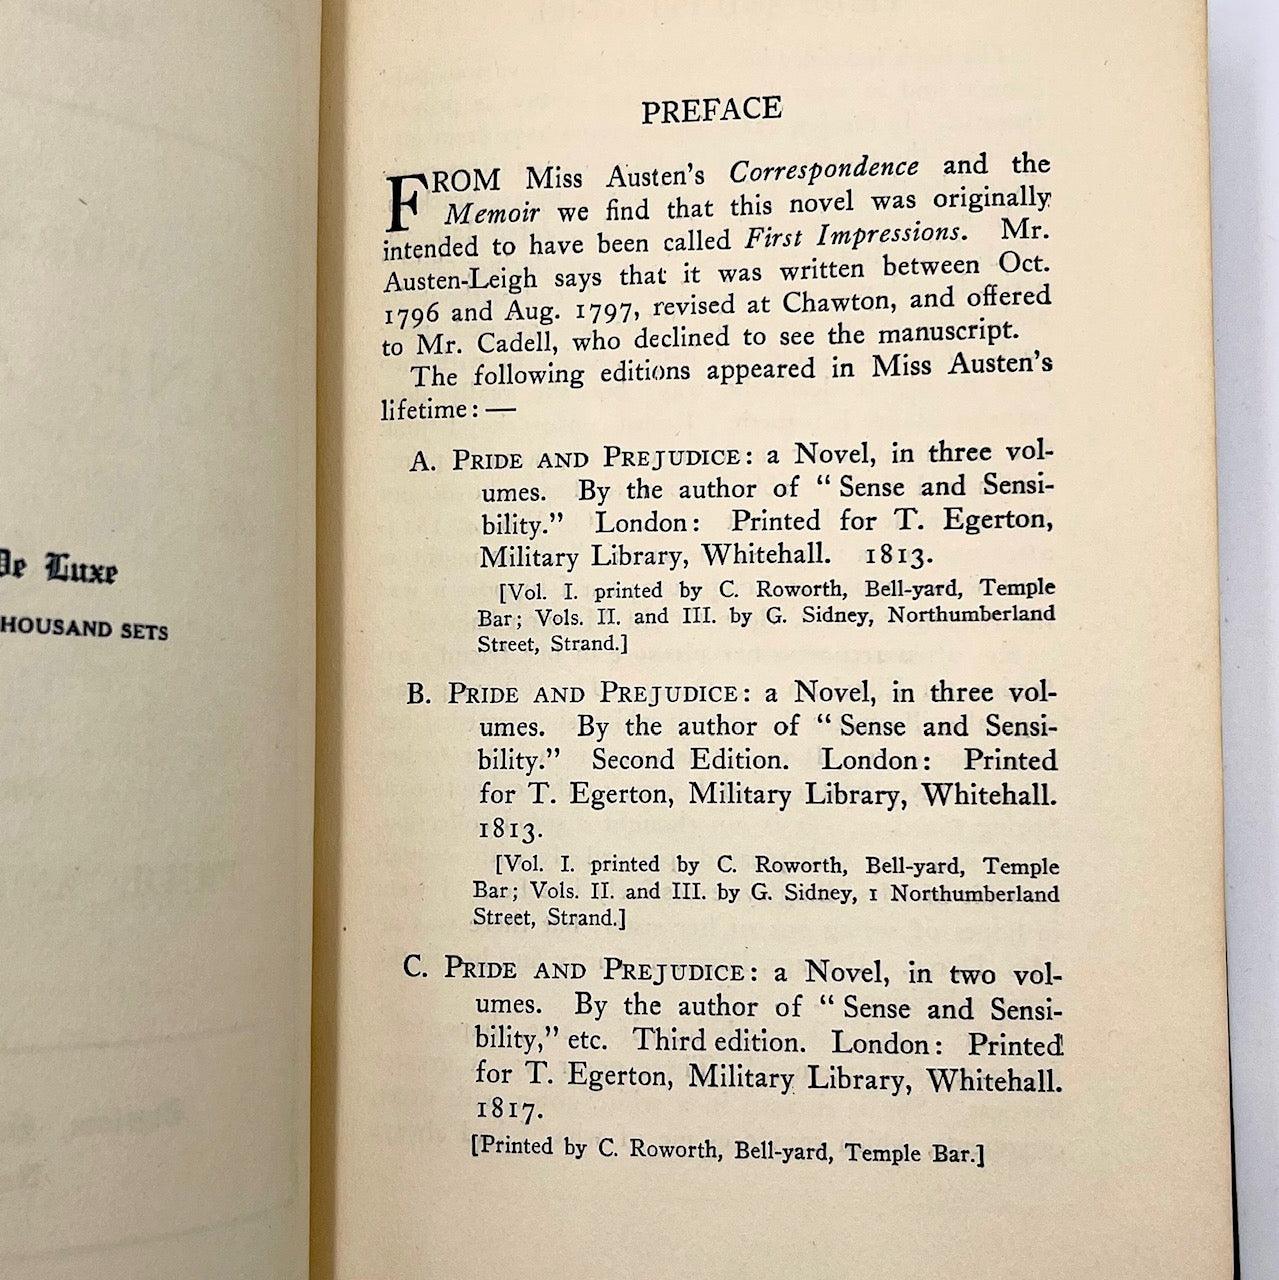 De Luxe
HOUSAND SETS
PREFACE
FROM Miss Austen's Correspondence and the
Memoir we find that this novel was originally
intended to have been called First Impressions. Mr.
Austen-Leigh says that it was written between Oct.
1796 and Aug. 1797, revised at Chawton, and offered
to Mr. Cadell, who declined to see the manuscript.
The following editions appeared in Miss Austen's
lifetime:—
A. PRIDE AND PREJUDICE: a Novel, in three vol-
umes. By the author of "Sense and Sensi-
bility." London: Printed for T. Egerton,
Military Library, Whitehall. 1813.
[Vol. I. printed by C. Roworth, Bell-yard, Temple
Bar; Vols. II. and III. by G. Sidney, Northumberland
Street, Strand.]
B. PRIDE AND PREJUDICE: a Novel, in three vol-
umes. By the author of "Sense and Sensi-
bility." Second Edition. London: Printed
for T. Egerton, Military Library, Whitehall.
1813.
[Vol. I. printed by C. Roworth, Bell-yard, Temple
Bar; Vols. II. and III. by G. Sidney, 1 Northumberland
Street, Strand.]
C. PRIDE AND PREJUDICE: a Novel, in two vol-
umes. By the author of "Sense and Sensi-
bility," etc. Third edition. London: Printed
for T. Egerton, Military Library, Whitehall.
1817.
[Printed by C. Roworth, Bell-yard, Temple Bar.]